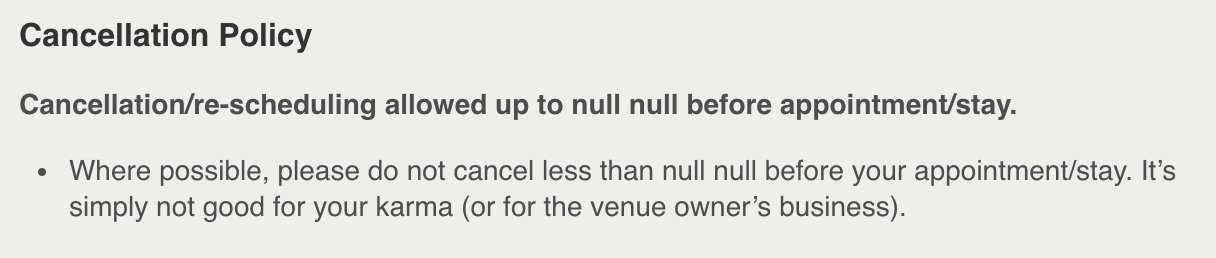 Cancellation Policy
Cancellation/re-scheduling allowed up to null null before appointment/stay.
• Where possible, please do not cancel less than null null before your appointment/stay. It’s
simply not good for your karma (or for the venue owner’s business).